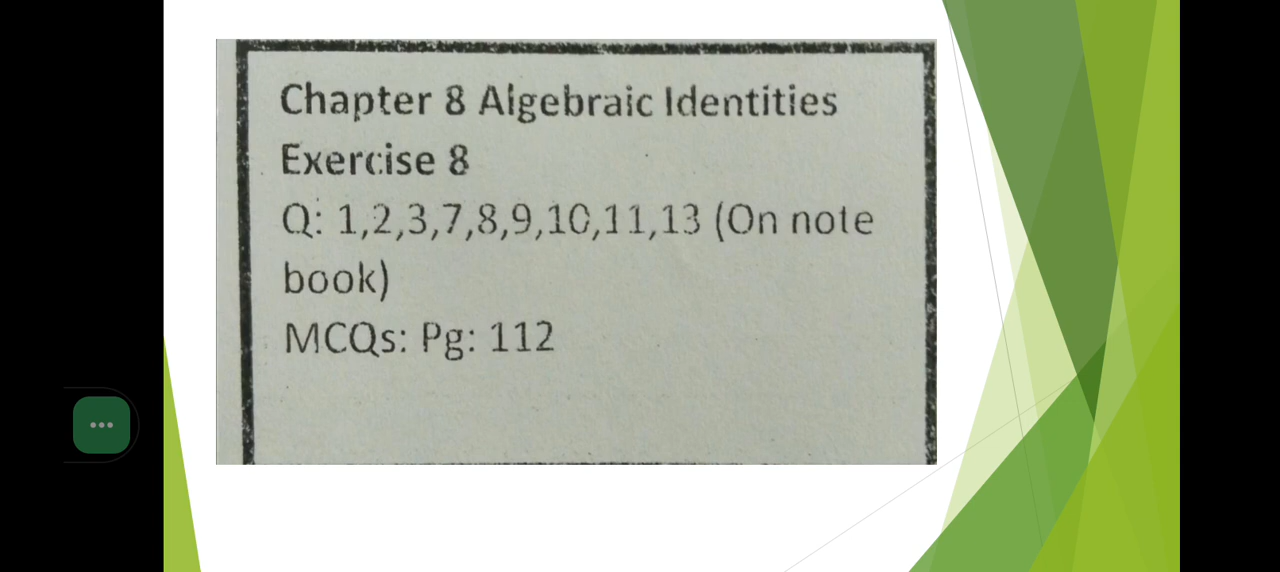 Chapter 8 Algebraic Identities
Exercise 8
Q: 1,2,3,7,8,9,10,11,13 (On note
book)
MCQs: Pg: 112